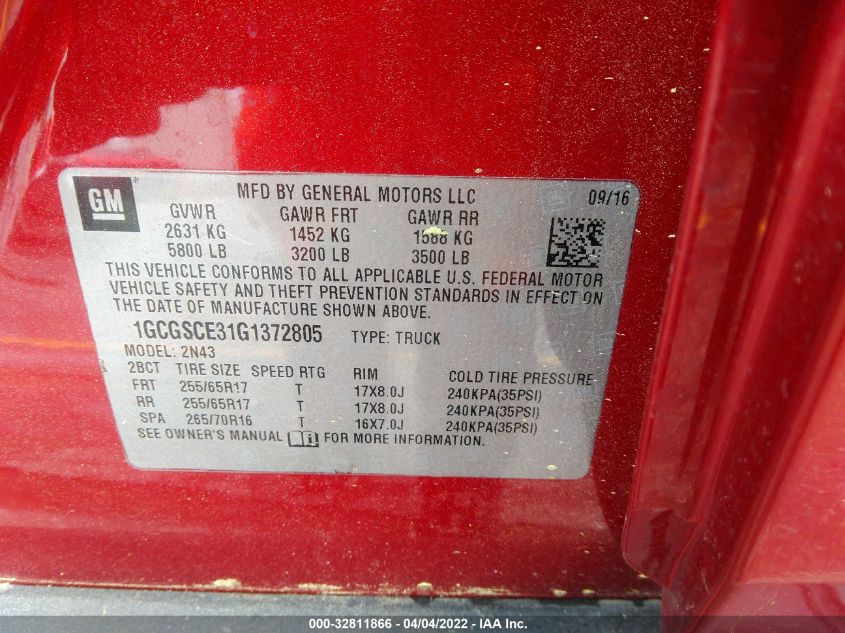 GM ® MFD BY GENERAL MOTORS LLC 09/16
GVWR GAWR FRT GAWR RR
2631 KG 1452 KG 1588 KG
5800 LB 3200 LB 3500 LB
THIS VEHICLE CONFORMS TO ALL APPLICABLE U.S. FEDERAL MOTOR
VEHICLE SAFETY AND THEFT PREVENTION STANDARDS IN EFFECT ON
THE DATE OF MANUFACTURE SHOWN ABOVE.
1GCGSCE31G1372805 TYPE: TRUCK
MODEL: 2N43
2BCT TIRE SIZE SPEED RTG RIM COLD TIRE PRESSURE
FRT 255/65R17 T 17X8.0J 240KPA(35PSI)
RR 255/65R17 T 17X8.0J 240KPA(35PSI)
SPA 265/70R16 T 16X7.0J 240KPA(35PSI)
SEE OWNER'S MANUAL i FOR MORE INFORMATION.
000-32811866 - 04/04/2022 - IAA Inc.